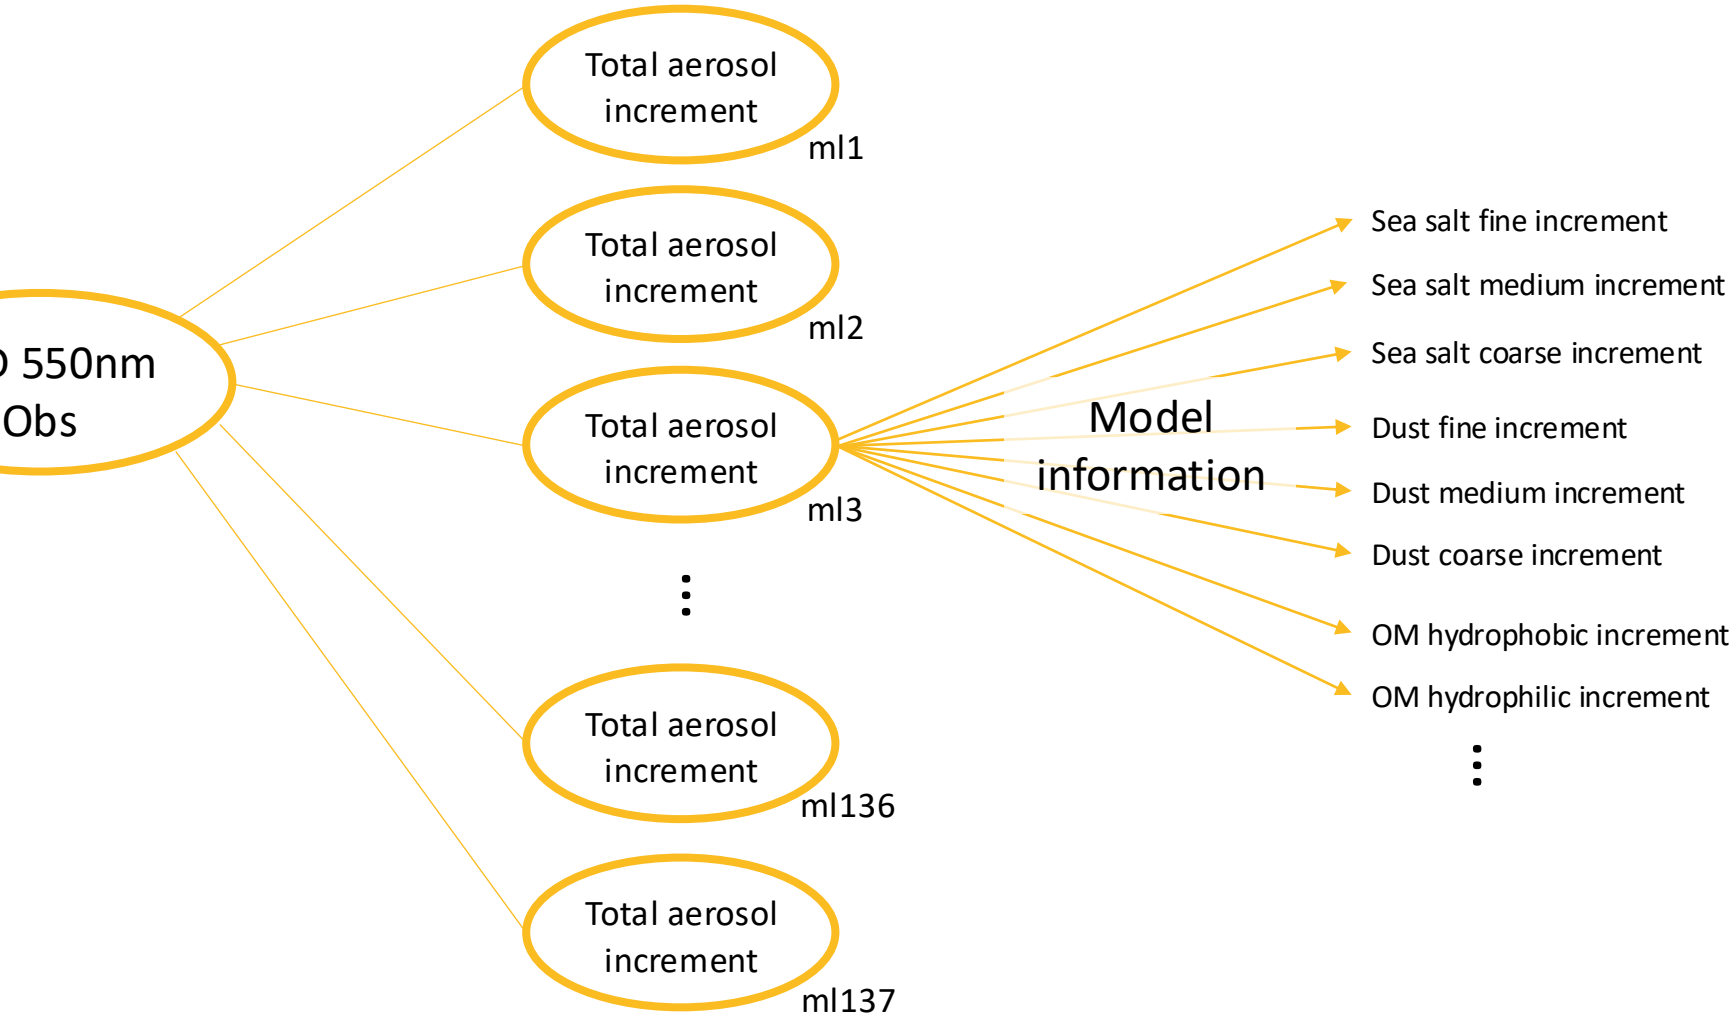 550nm
Obs
Total aerosol
increment
ml1
Total aerosol
increment
ml2
Total aerosol
increment
ml3
⋮
Total aerosol
increment
ml136
Total aerosol
increment
ml137
Model
information
Sea salt fine increment
Sea salt medium increment
Sea salt coarse increment
Dust fine increment
Dust medium increment
Dust coarse increment
OM hydrophobic increment
OM hydrophilic increment
⋮